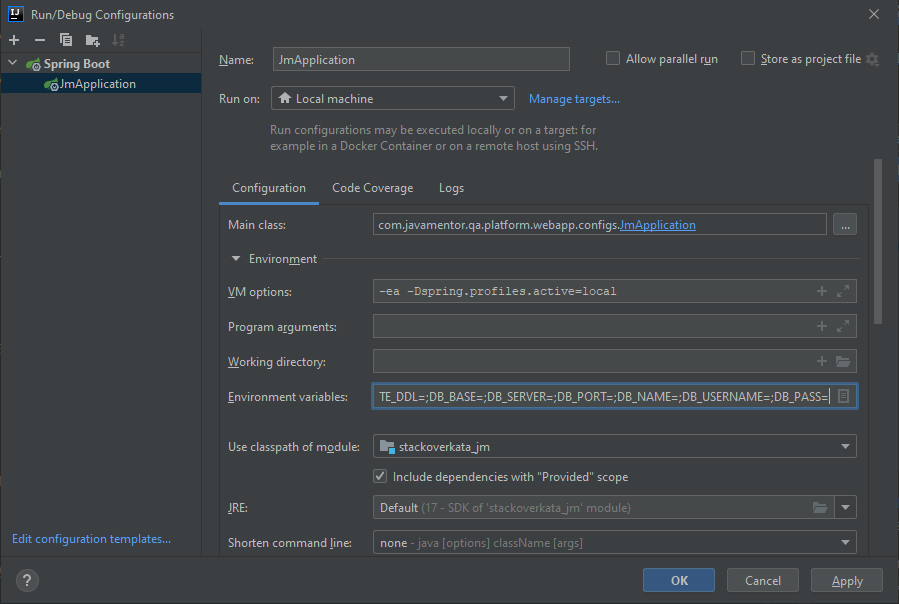 Run/Debug Configurations
Spring Boot
JmApplication
Edit configuration templates...
Name: JmApplication Allow parallel run Store as project file
Run on: Local machine Manage targets...
Run configurations may be executed locally or on a target: for
example in a Docker Container or on a remote host using SSH.
Configuration Code Coverage Logs
Main class: com.javamentor.qa.platform.webapp.configs.JmApplication ...
Environment
VM options: -ea -Dspring.profiles.active=local
Program arguments:
Working directory:
Environment variables: TE_DDL=;DB_BASE=;DB_SERVER=;DB_PORT=;DB_NAME=;DB_USERNAME=;DB_PASS=
Use classpath of module: stackoverkata_jm
Include dependencies with "Provided" scope
JRE: Default (17 - SDK of 'stackoverkata_jm' module)
Shorten command line: none - java [options] className [args]
? OK Cancel Apply